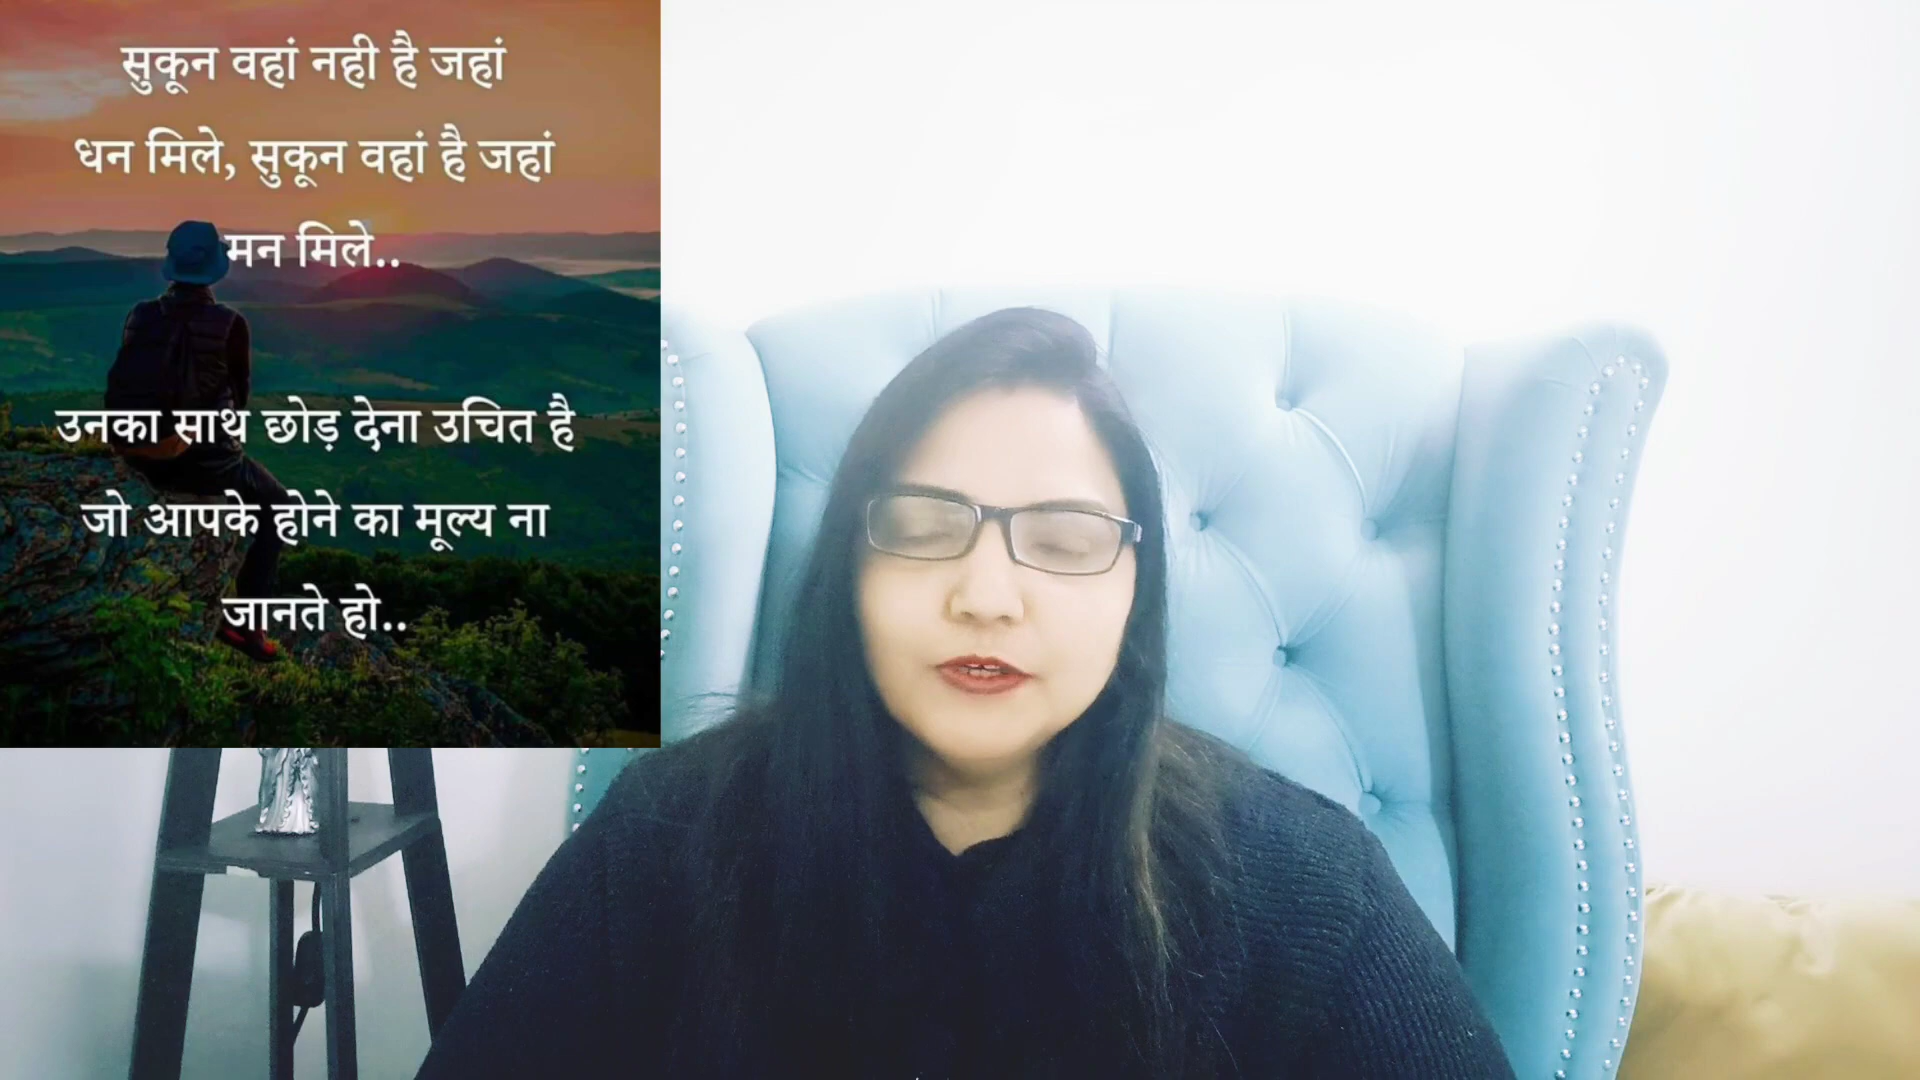 सुकून वहां नही है जहां
धन मिले, सुकून वहां है जहां
मन मिले..
उनका साथ छोड़ देना उचित है
जो आपके होने का मूल्य ना
जानते हो..